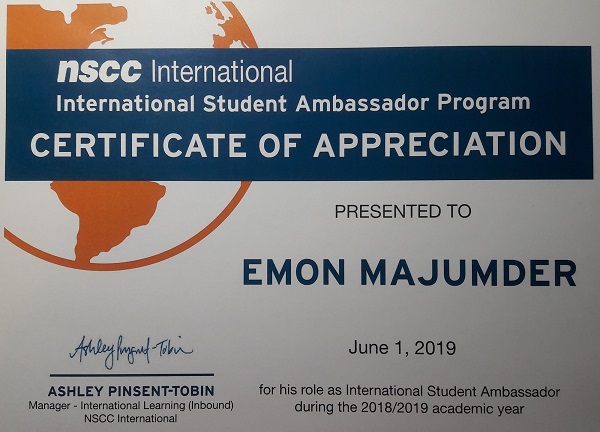 nscc International
International Student Ambassador Program
CERTIFICATE OF APPRECIATION
PRESENTED TO
EMON MAJUMDER
June 1, 2019
for his role as International Student Ambassador
during the 2018/2019 academic year
Ashley Pinsent-Tobin
ASHLEY PINSENT-TOBIN
Manager - International Learning (Inbound)
NSCC International